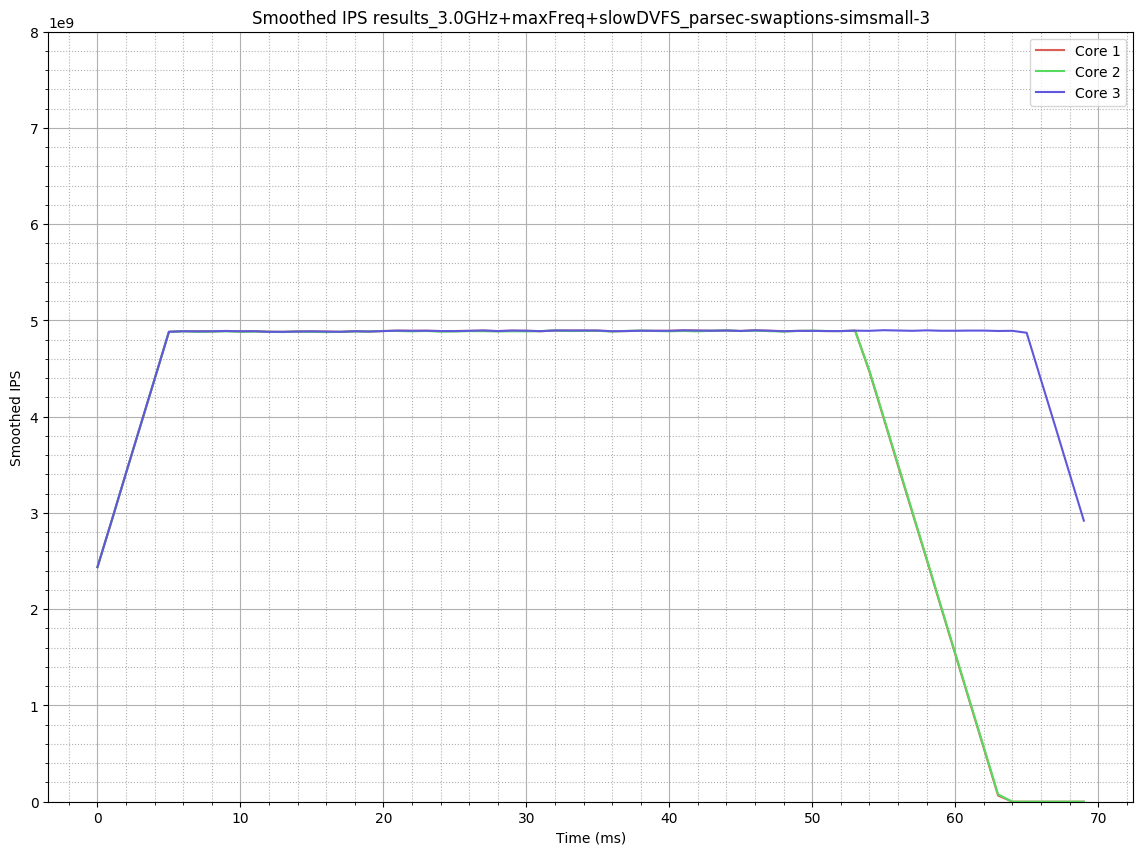 Smoothed IPS results_3.0GHz+maxFreq+slowDVFS_parsec-swaptions-simsmall-3
1e9
8
7
6
5
4
3
2
1
0
Smoothed IPS
Core 1
Core 2
Core 3
0 10 20 30 40 50 60 70
Time (ms)